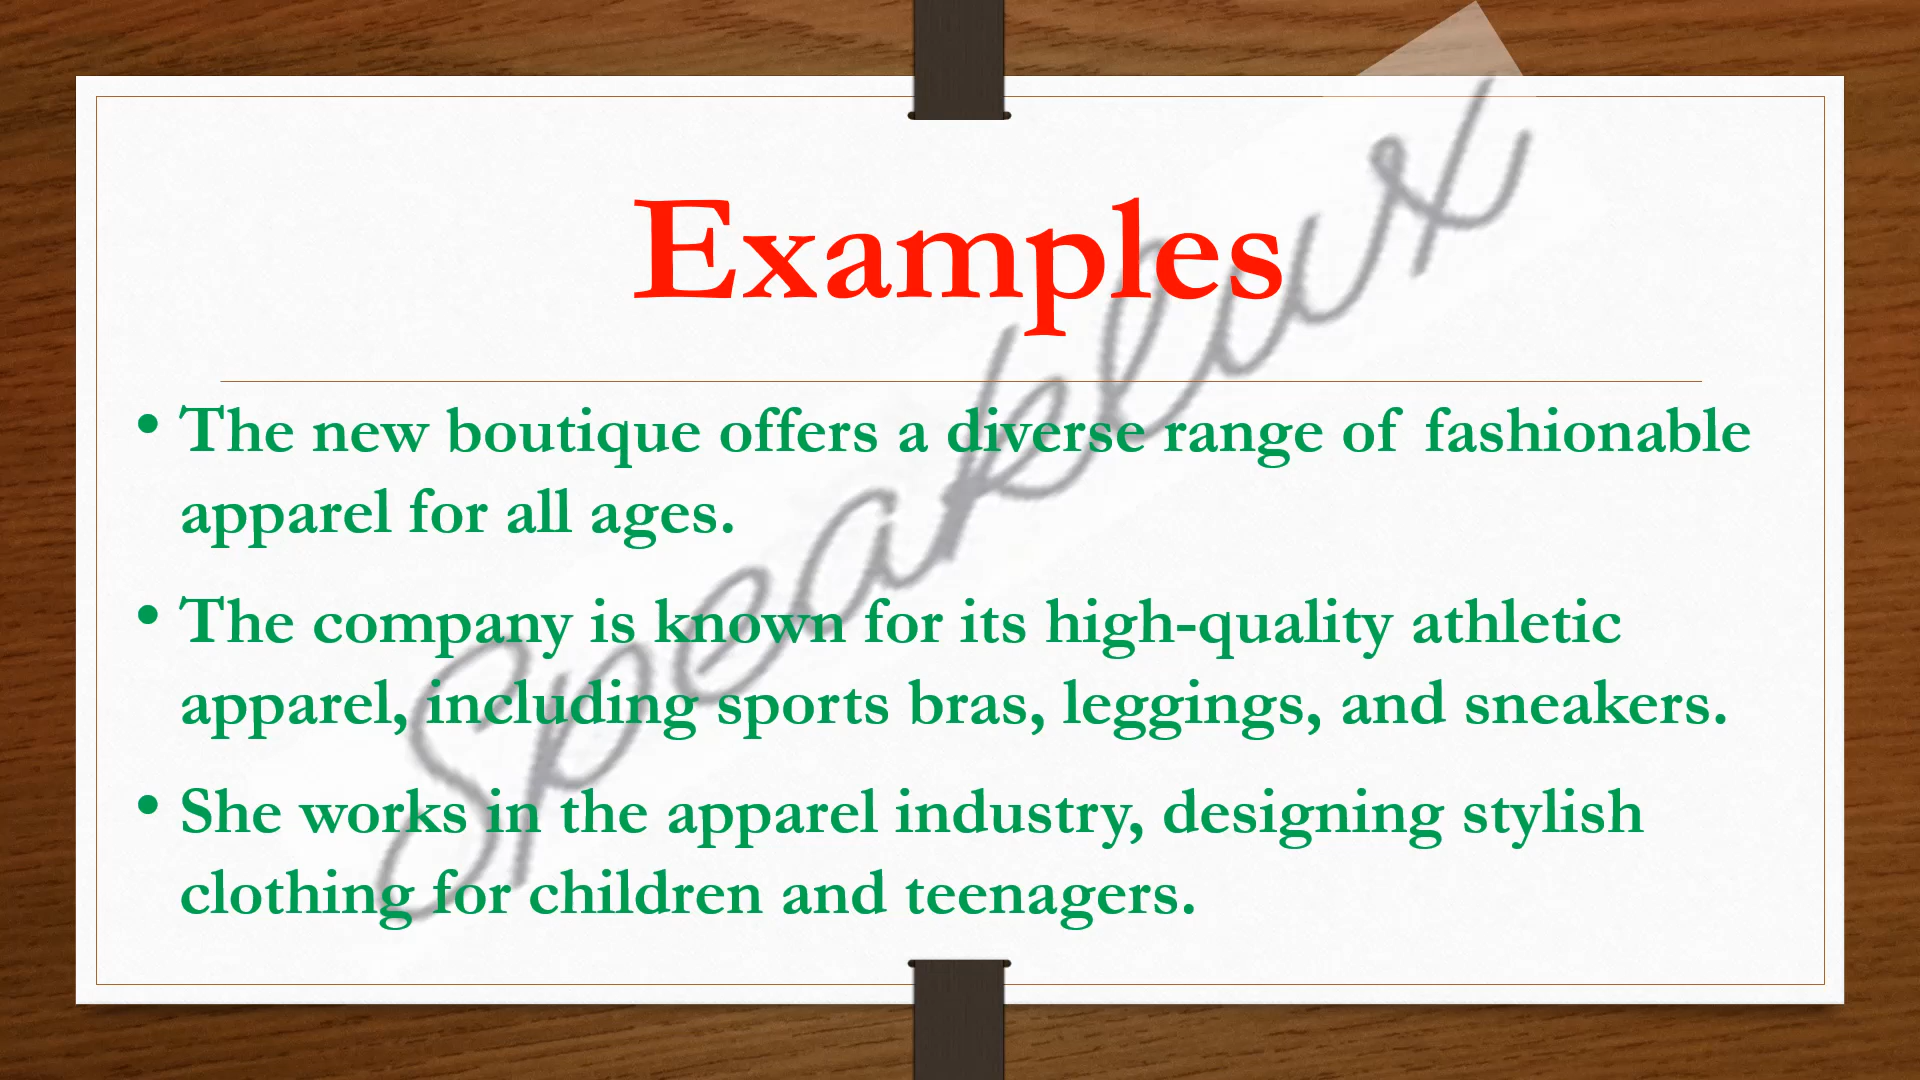 Examples
• The new boutique offers a diverse range of fashionable
apparel for all ages.
• The company is known for its high-quality athletic
apparel, including sports bras, leggings, and sneakers.
• She works in the apparel industry, designing stylish
clothing for children and teenagers.
Speaklux